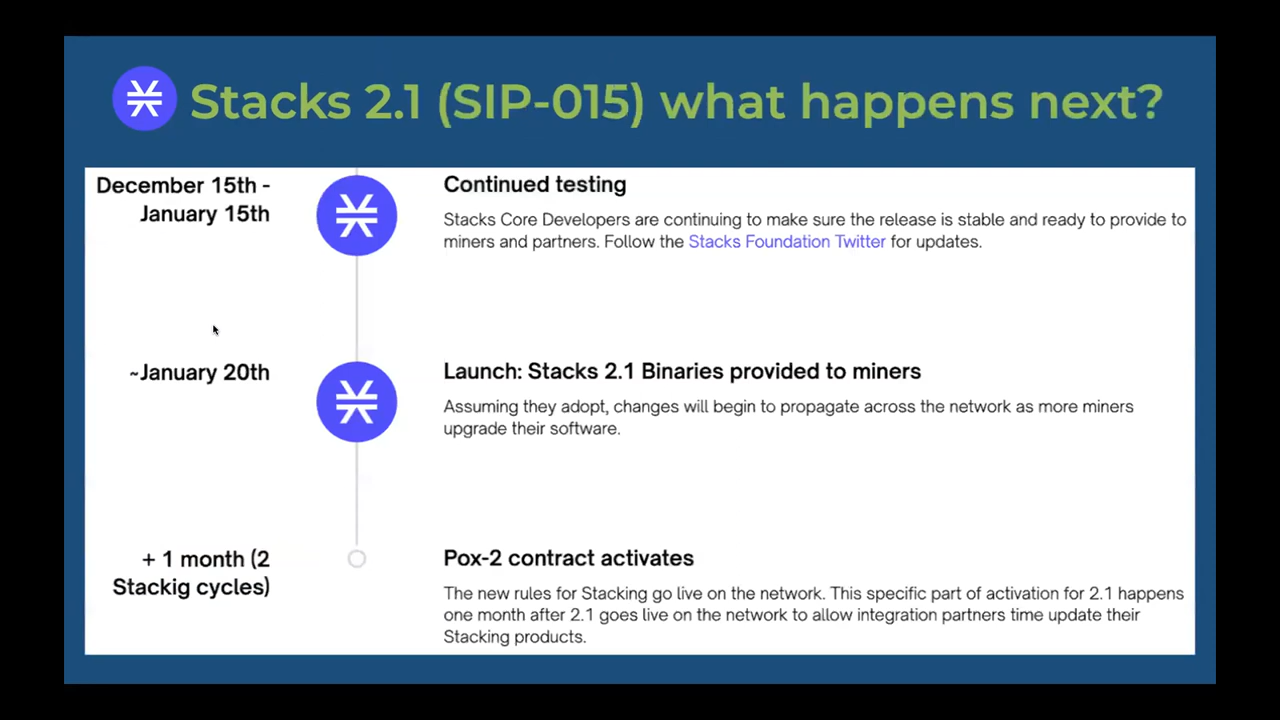 Stacks 2.1 (SIP-015) what happens next?
December 15th -
January 15th
Continued testing
Stacks Core Developers are continuing to make sure the release is stable and ready to provide to
miners and partners. Follow the Stacks Foundation Twitter for updates.
~January 20th
Launch: Stacks 2.1 Binaries provided to miners
Assuming they adopt, changes will begin to propagate across the network as more miners
upgrade their software.
+ 1 month (2
Stackig cycles)
Pox-2 contract activates
The new rules for Stacking go live on the network. This specific part of activation for 2.1 happens
one month after 2.1 goes live on the network to allow integration partners time update their
Stacking products.